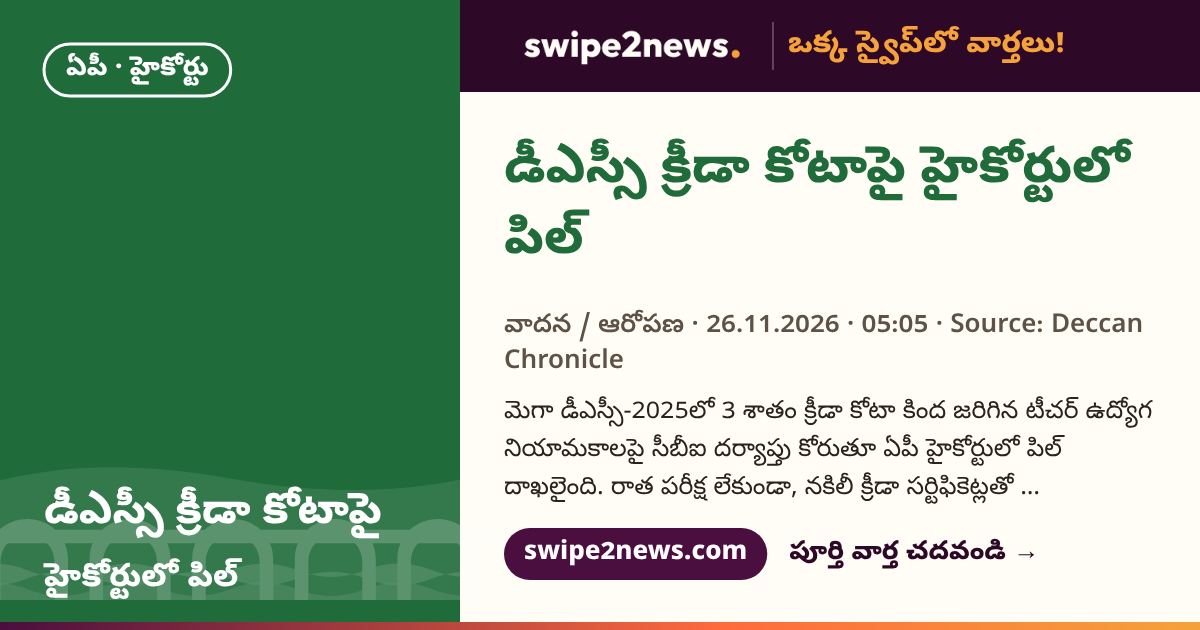 ఏపీ · హైకోర్టు
డీఎస్సీ క్రీడా కోటాపై
హైకోర్టులో పిల్
swipe2news.
ఒక్క స్వైప్‌లో వార్తలు!
డీఎస్సీ క్రీడా కోటాపై హైకోర్టులో
పిల్
వాదన / ఆరోపణ · 26.11.2026 · 05:05 · Source: Deccan
Chronicle
మెగా డీఎస్సీ-2025లో 3 శాతం క్రీడా కోటా కింద జరిగిన టీచర్ ఉద్యోగ
నియామకాలపై సీబీఐ దర్యాప్తు కోరుతూ ఏపీ హైకోర్టులో పిల్
దాఖలైంది. రాత పరీక్ష లేకుండా, నకిలీ క్రీడా సర్టిఫికెట్లతో ...
swipe2news.com
పూర్తి వార్త చదవండి →